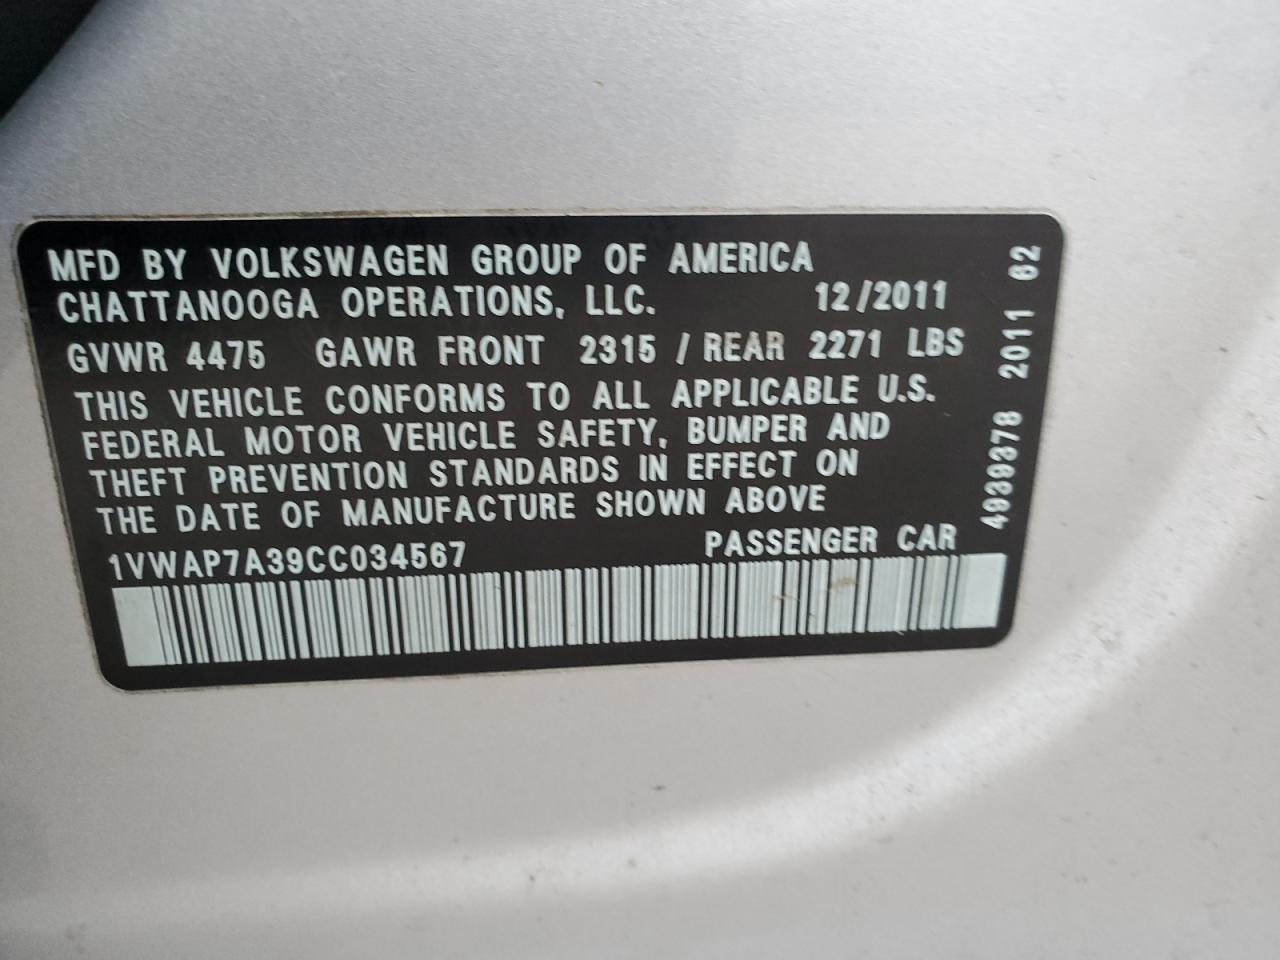 MFD BY VOLKSWAGEN GROUP OF AMERICA
CHATTANOOGA OPERATIONS, LLC. 12/2011
GVWR 4475 GAWR FRONT 2315 / REAR 2271 LBS
THIS VEHICLE CONFORMS TO ALL APPLICABLE U.S.
FEDERAL MOTOR VEHICLE SAFETY, BUMPER AND
THEFT PREVENTION STANDARDS IN EFFECT ON
THE DATE OF MANUFACTURE SHOWN ABOVE
1VWAP7A39CC034567 PASSENGER CAR
4939378 2011 62